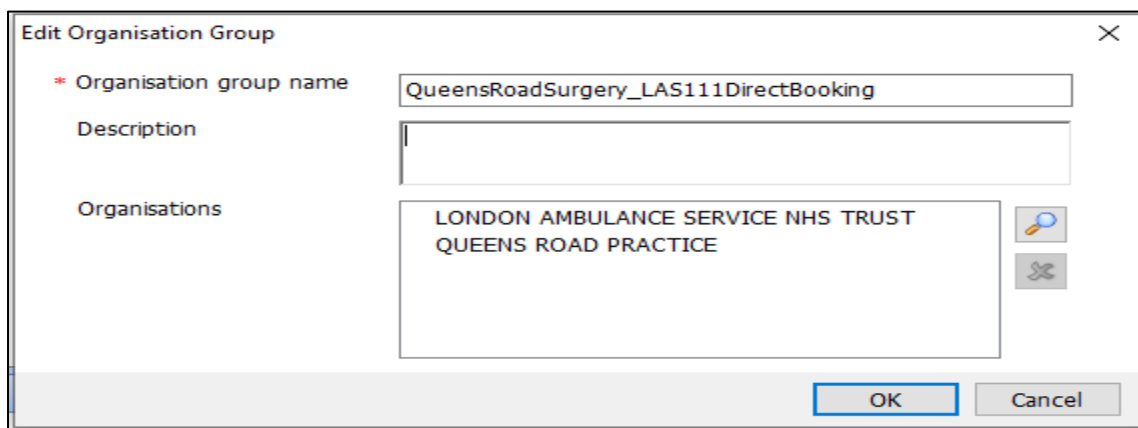 Edit Organisation Group
* Organisation group name
QueensRoadSurgery_LAS111DirectBooking
Description
Organisations
LONDON AMBULANCE SERVICE NHS TRUST
QUEENS ROAD PRACTICE
OK
Cancel